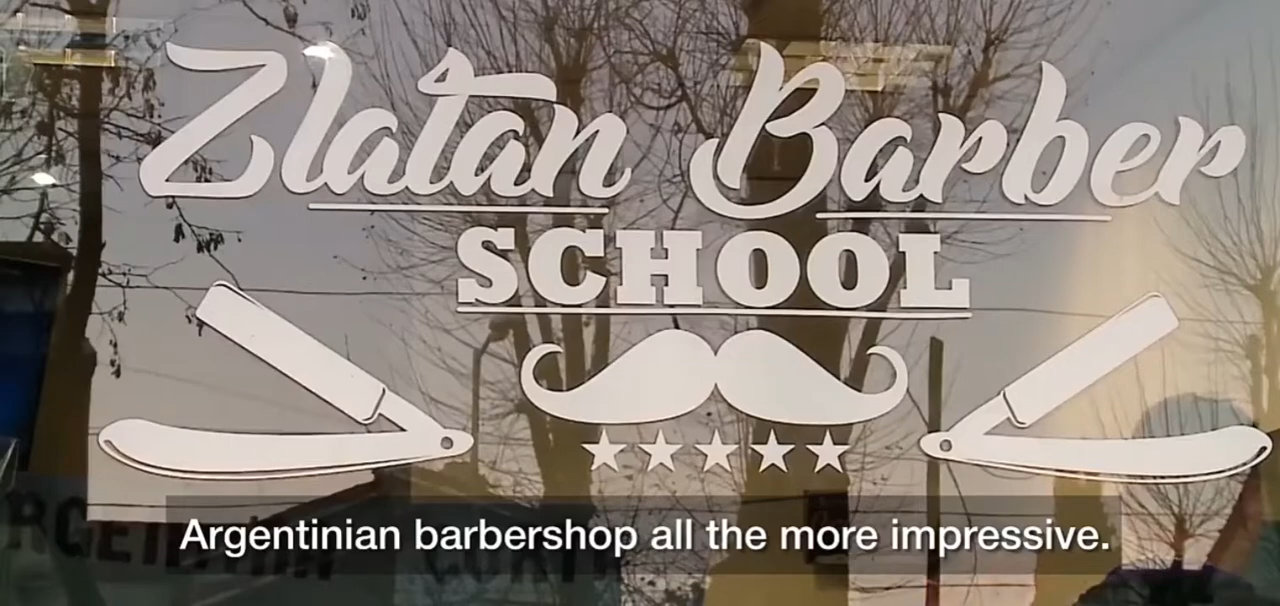 Zlatan Barber
SCHOOL
Argentinian barbershop all the more impressive.